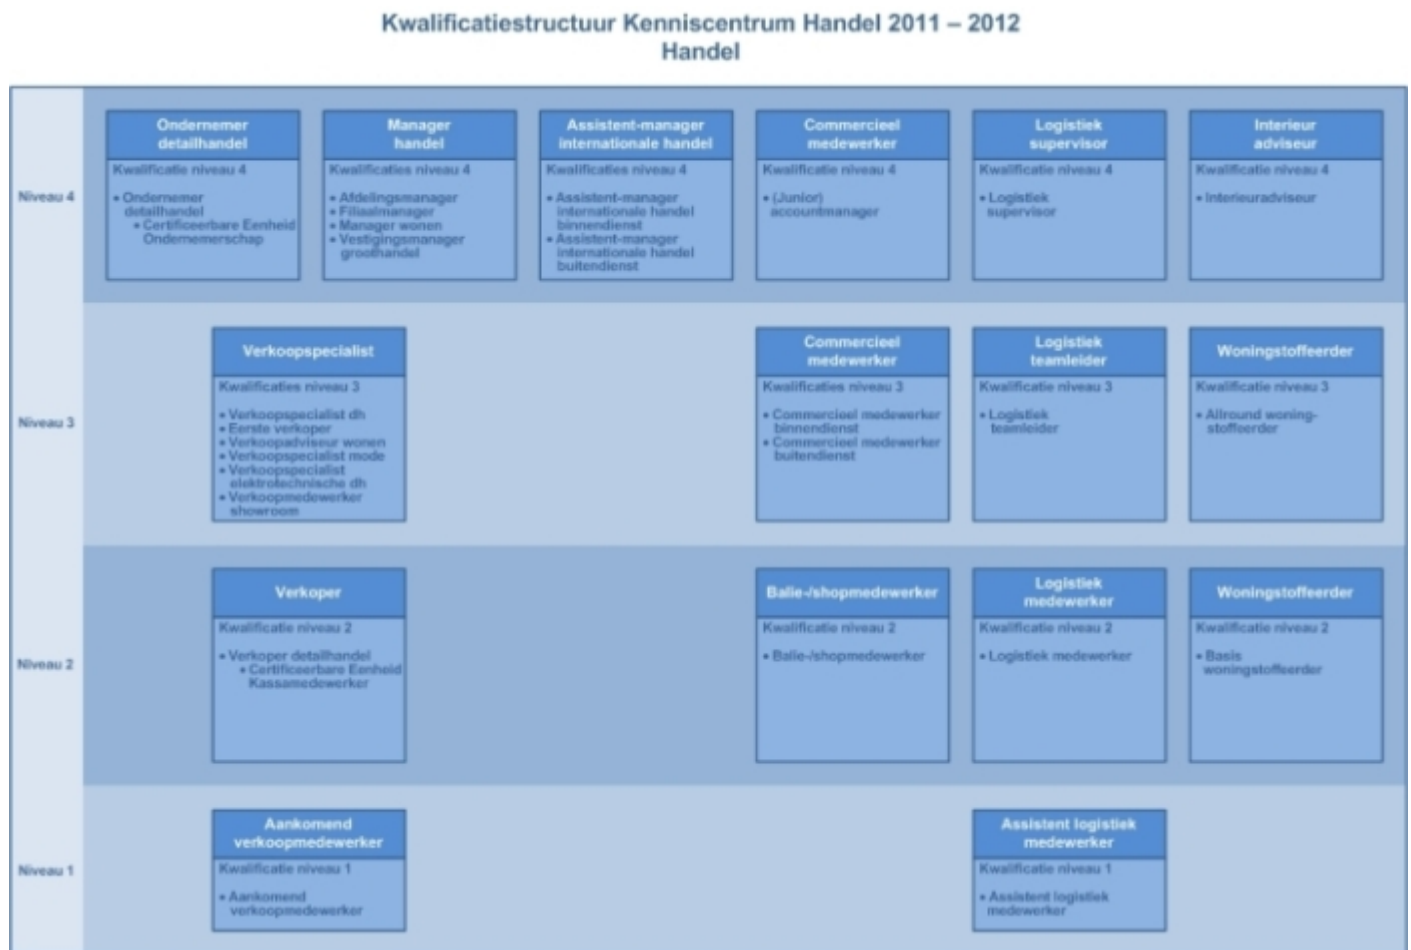 Kwalificatiestructuur Kenniscentrum Handel 2011 – 2012
Handel
Niveau 4
Ondernemer
detailhandel
Kwalificatie niveau 4
• Ondernemer
detailhandel
• Certificeerbare Eenheid
Ondernemerschap
Manager
handel
Kwalificaties niveau 4
• Afdelingsmanager
• Filiaalmanager
• Manager wonen
• Vestigingsmanager
groothandel
Assistent-manager
internationale handel
Kwalificaties niveau 4
• Assistent-manager
internationale handel
binnendienst
• Assistent-manager
internationale handel
buitendienst
Commercieel
medewerker
Kwalificatie niveau 4
• (Junior)
accountmanager
Logistiek
supervisor
Kwalificatie niveau 4
• Logistiek
supervisor
Interieur
adviseur
Kwalificatie niveau 4
• Interieuradviseur
Niveau 3
Verkoopspecialist
Kwalificaties niveau 3
• Verkoopspecialist dh
• Eerste verkoper
• Verkoopadviseur wonen
• Verkoopspecialist mode
• Verkoopspecialist
elektrotechnische dh
• Verkoopmedewerker
showroom
Commercieel
medewerker
Kwalificaties niveau 3
• Commercieel medewerker
binnendienst
• Commercieel medewerker
buitendienst
Logistiek
teamleider
Kwalificatie niveau 3
• Logistiek
teamleider
Woningstoffeerder
Kwalificatie niveau 3
• Allround woning-
stoffeerder
Niveau 2
Verkoper
Kwalificatie niveau 2
• Verkoper detailhandel
• Certificeerbare Eenheid
Kassamedewerker
Balie-/shopmedewerker
Kwalificatie niveau 2
• Balie-/shopmedewerker
Logistiek
medewerker
Kwalificatie niveau 2
• Logistiek medewerker
Woningstoffeerder
Kwalificatie niveau 2
• Basis
woningstoffeerder
Niveau 1
Aankomend
verkoopmedewerker
Kwalificatie niveau 1
• Aankomend
verkoopmedewerker
Assistent logistiek
medewerker
Kwalificatie niveau 1
• Assistent logistiek
medewerker